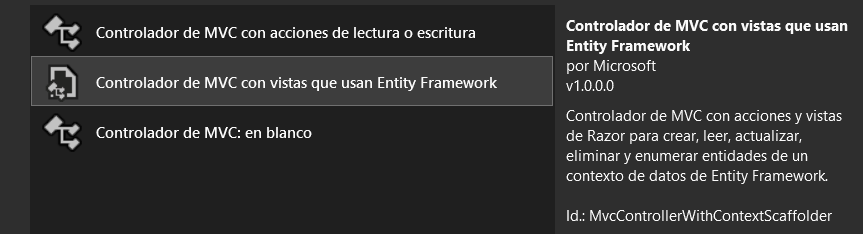 Controlador de MVC con acciones de lectura o escritura
Controlador de MVC con vistas que usan Entity Framework
Controlador de MVC: en blanco
Controlador de MVC con vistas que usan
Entity Framework
por Microsoft
v1.0.0.0
Controlador de MVC con acciones y vistas
de Razor para crear, leer, actualizar,
eliminar y enumerar entidades de un
contexto de datos de Entity Framework.
Id.: MvcControllerWithContextScaffolder